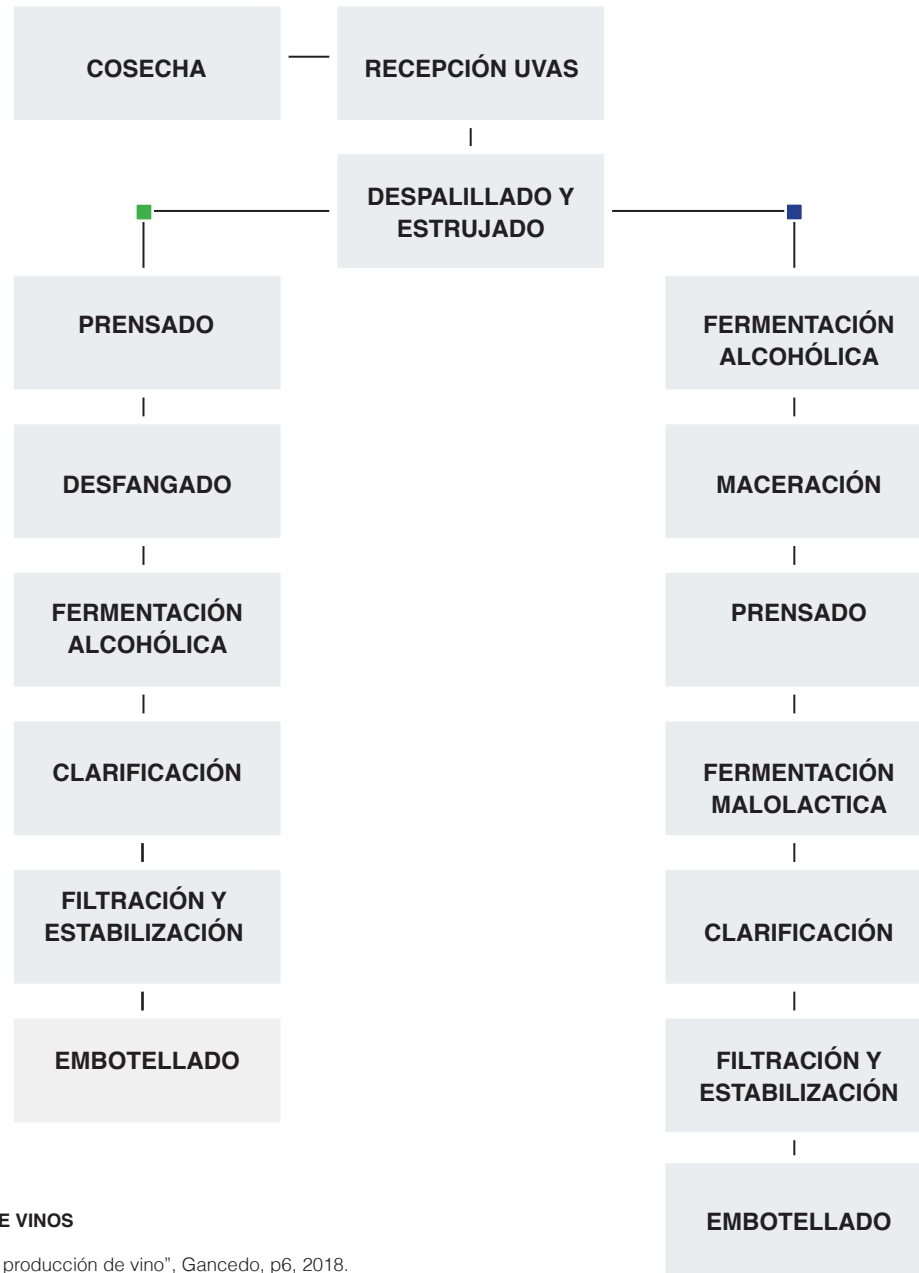 COSECHA
RECEPCIÓN UVAS
DESPALILLADO Y
ESTRUJADO
PRENSADO
DESFANGADO
FERMENTACIÓN
ALCOHÓLICA
CLARIFICACIÓN
FILTRACIÓN Y
ESTABILIZACIÓN
EMBOTELLADO
FERMENTACIÓN
ALCOHÓLICA
MACERACIÓN
PRENSADO
FERMENTACIÓN
MALOLACTICA
CLARIFICACIÓN
FILTRACIÓN Y
ESTABILIZACIÓN
EMBOTELLADO
E VINOS
producción de vino”, Gancedo, p6, 2018.